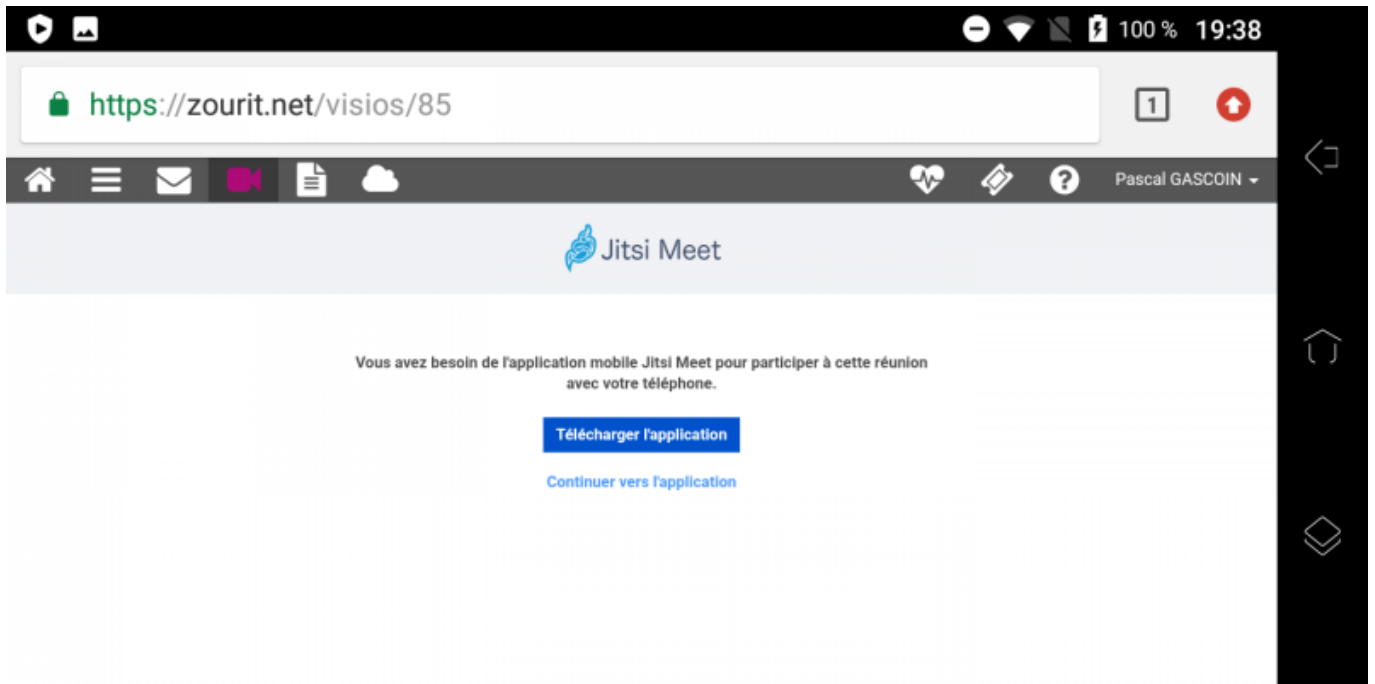 100 % 19:38
https://zourit.net/visios/85
1
Pascal GASCOIN
Jitsi Meet
Vous avez besoin de l'application mobile Jitsi Meet pour participer à cette réunion
avec votre téléphone.
Télécharger l'application
Continuer vers l'application